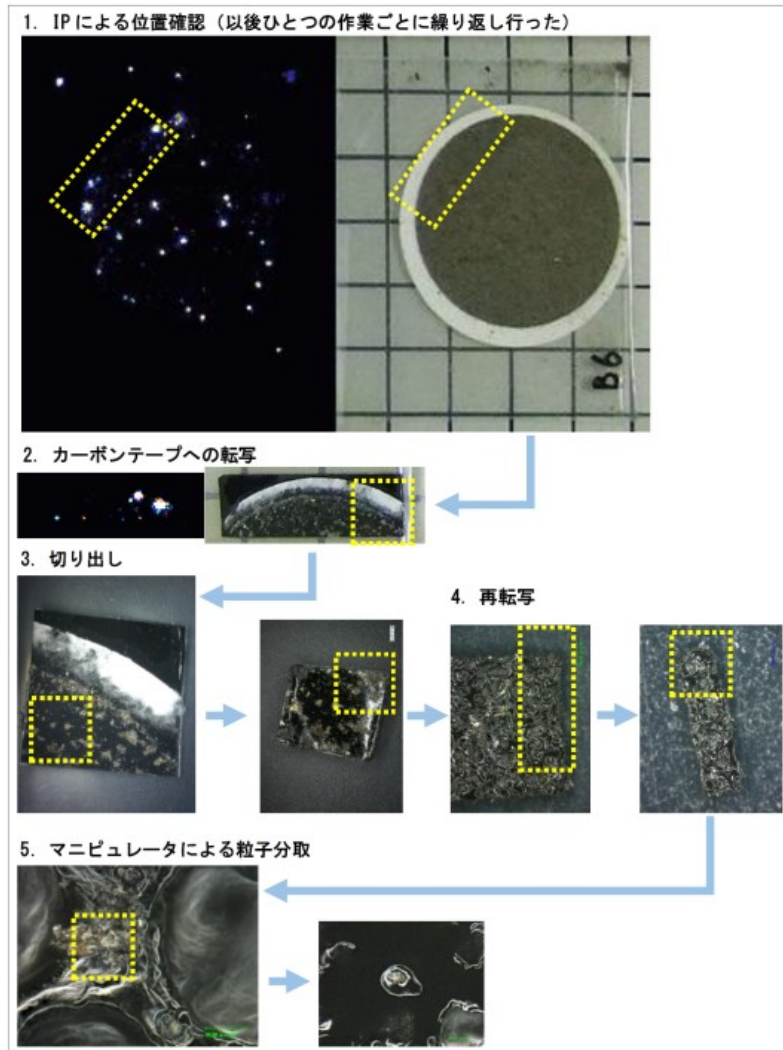 1. IPによる位置確認（以後ひとつの作業ごとに繰り返し行った）
B6
2. カーボンテープへの転写
3. 切り出し
4. 再転写
5. マニピュレータによる粒子分取